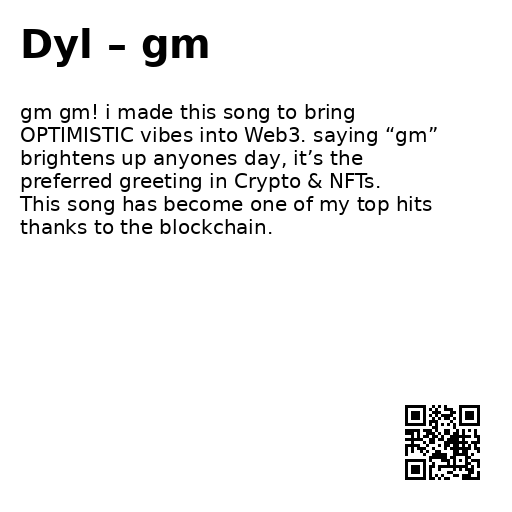 Dyl – gm
gm gm! i made this song to bring
OPTIMISTIC vibes into Web3. saying “gm”
brightens up anyones day, it’s the
preferred greeting in Crypto & NFTs.
This song has become one of my top hits
thanks to the blockchain.